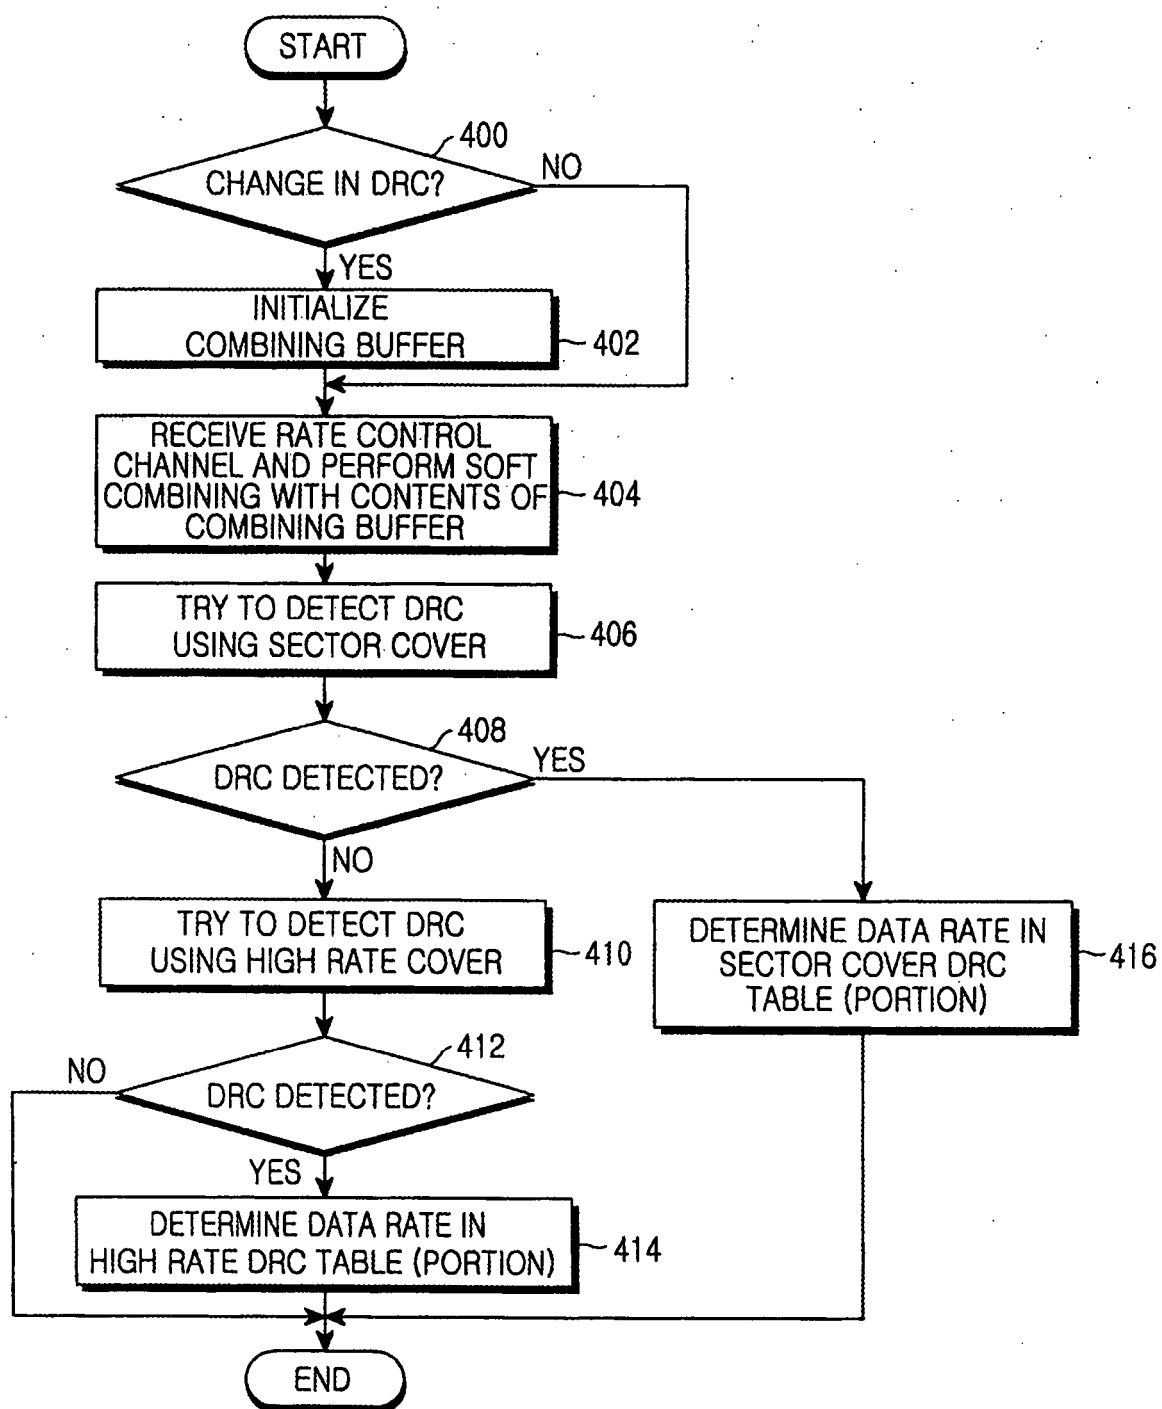 START
400
CHANGE IN DRC?
NO
YES
INITIALIZE
COMBINING BUFFER
402
RECEIVE RATE CONTROL
CHANNEL AND PERFORM SOFT
COMBINING WITH CONTENTS OF
COMBINING BUFFER
404
TRY TO DETECT DRC
USING SECTOR COVER
406
408
DRC DETECTED?
YES
NO
TRY TO DETECT DRC
USING HIGH RATE COVER
410
DETERMINE DATA RATE IN
SECTOR COVER DRC
TABLE (PORTION)
416
412
NO
DRC DETECTED?
YES
DETERMINE DATA RATE IN
HIGH RATE DRC TABLE (PORTION)
414
END